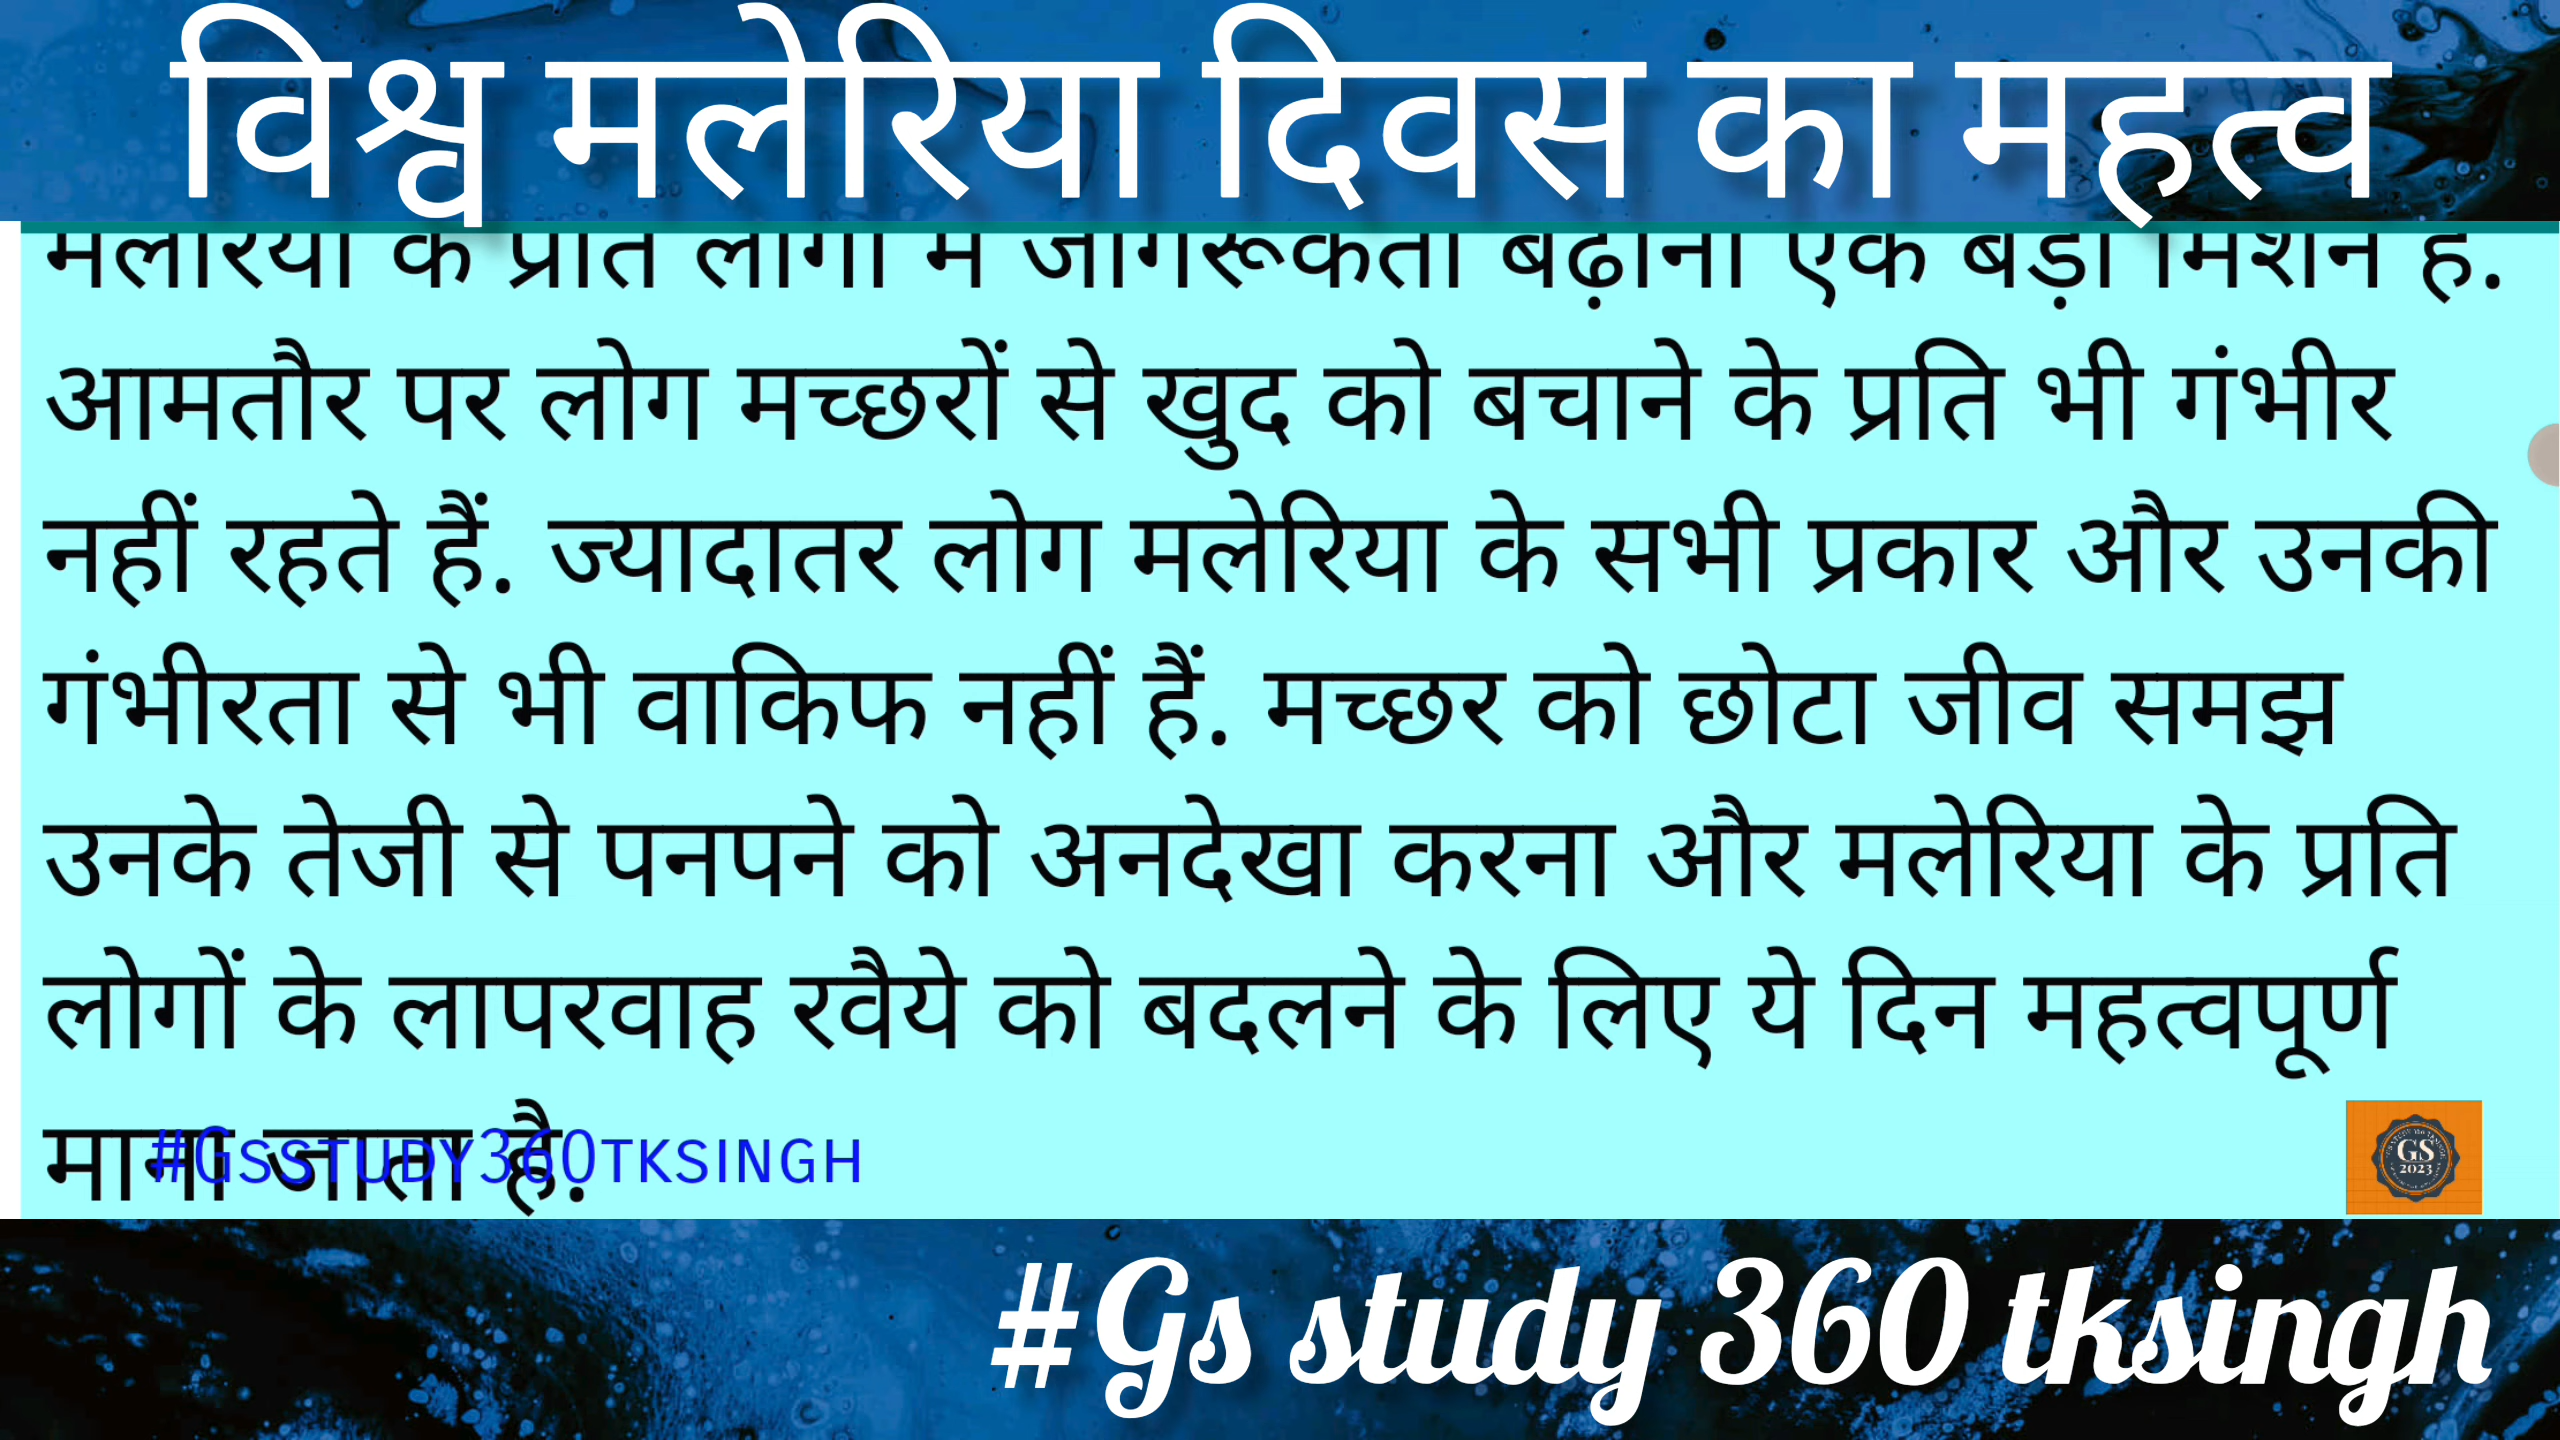 विश्व मलेरिया दिवस का महत्व
मलेरिया के प्रति लोगों में जागरूकता बढ़ाना एक बड़ा मिशन है.
आमतौर पर लोग मच्छरों से खुद को बचाने के प्रति भी गंभीर
नहीं रहते हैं. ज्यादातर लोग मलेरिया के सभी प्रकार और उनकी
गंभीरता से भी वाकिफ नहीं हैं. मच्छर को छोटा जीव समझ
उनके तेजी से पनपने को अनदेखा करना और मलेरिया के प्रति
लोगों के लापरवाह रवैये को बदलने के लिए ये दिन महत्वपूर्ण
माना जाता है.
#Gsstudy360tksingh
GS
2023
#Gs study 360 tksingh